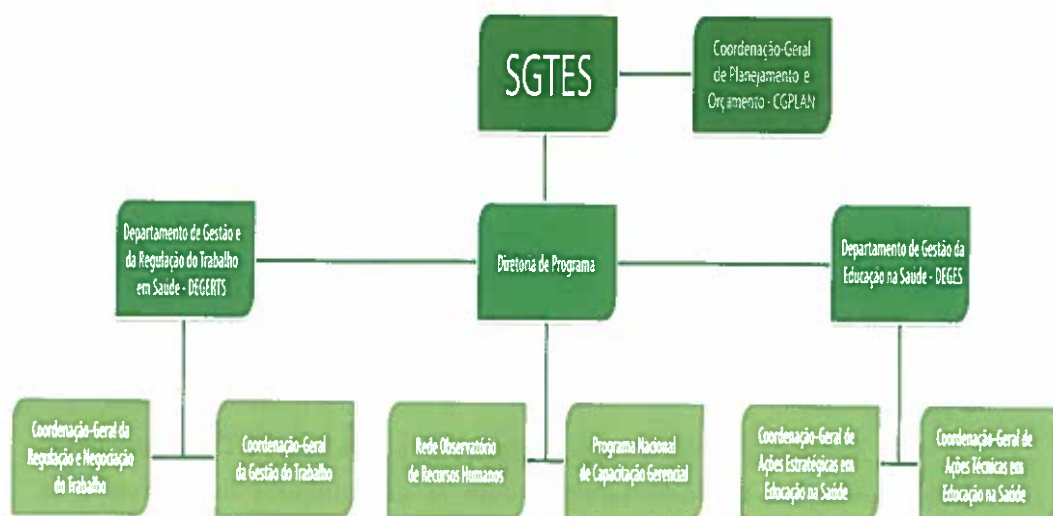 SGTES
Coordenação-Geral
de Planejamento e
Orçamento - CGPLAN
Departamento de Gestão e
da Regulação do Trabalho
em Saúde - DEGERTS
Diretoria de Programa
Departamento de Gestão da
Educação na Saúde - DEGES
Coordenação-Geral da
Regulação e Negociação
do Trabalho
Coordenação-Geral
da Gestão do Trabalho
Rede Observatório
de Recursos Humanos
Programa Nacional
de Capacitação Gerencial
Coordenação-Geral de
Ações Estratégicas em
Educação na Saúde
Coordenação-Geral de
Ações Técnicas em
Educação na Saúde